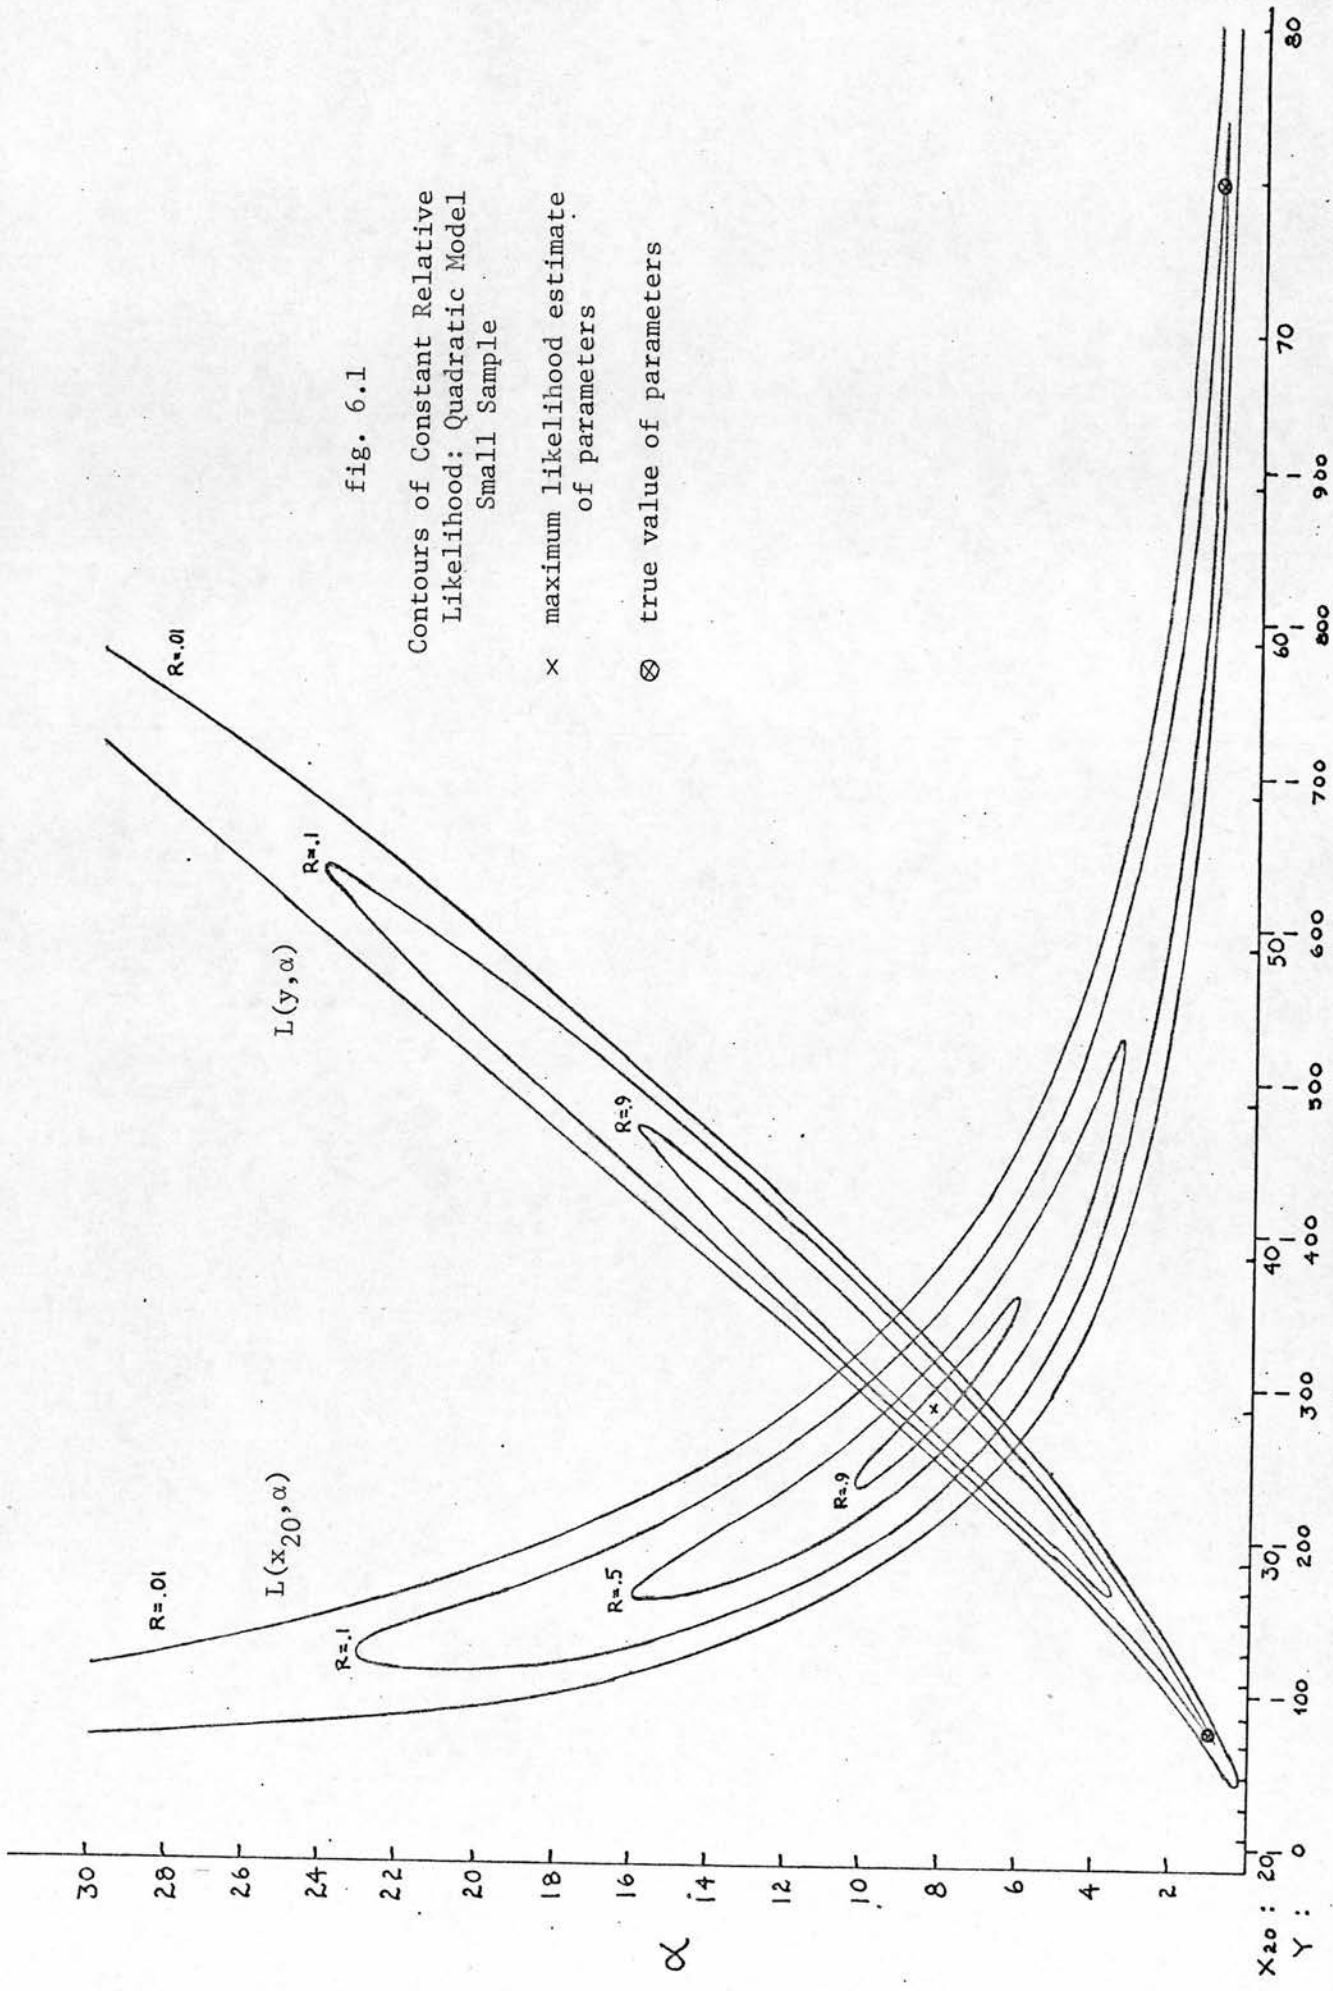 fig. 6.1
Contours of Constant Relative
Likelihood: Quadratic Model
Small Sample
× maximum likelihood estimate
of parameters
⊗ true value of parameters
R=.01
L(x20,α)
R=.1
R=.5
R=.9
L(y,α)
R=.01
R=.1
R=.9
α
30
28
26
24
22
20
18
16
14
12
10
8
6
4
2
X20: 20 30 40 50 60 70 80
Y: 0 100 200 300 400 500 600 700 800 900